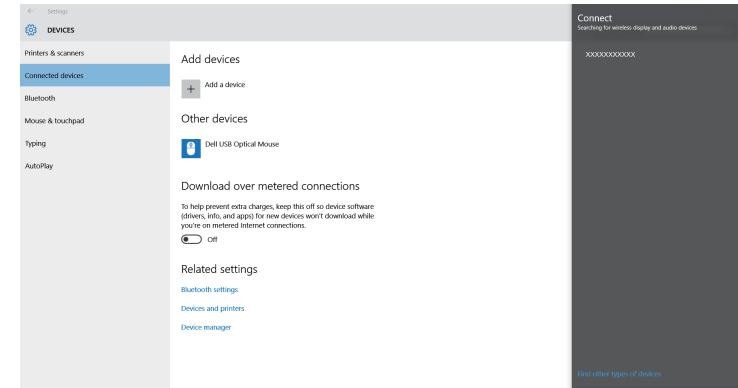 Settings
DEVICES
Printers & scanners
Connected devices
Bluetooth
Mouse & touchpad
Typing
AutoPlay
Add devices
Add a device
Other devices
Dell USB Optical Mouse
Download over metered connections
To help prevent extra charges, keep this off so device software
(drivers, info, and apps) for new devices won't download while
you're on metered Internet connections.
Off
Related settings
Bluetooth settings
Devices and printers
Device manager
Connect
Searching for wireless display and audio devices
XXXXXXXXXXX
Find other types of devices